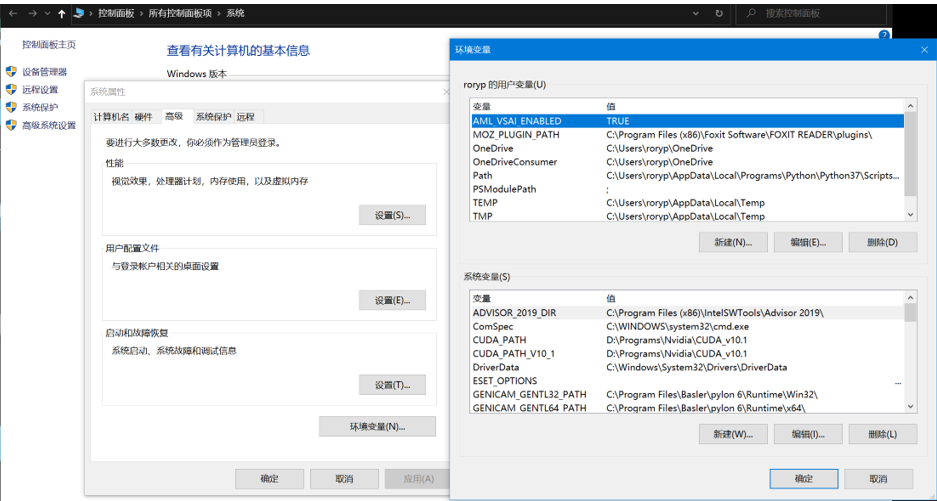 控制面板 › 所有控制面板项 › 系统
搜索控制面板
控制面板主页
设备管理器
远程设置
系统保护
高级系统设置
查看有关计算机的基本信息
Windows 版本
系统属性
计算机名 硬件 高级 系统保护 远程
要进行大多数更改，你必须作为管理员登录。
性能
视觉效果，处理器计划，内存使用，以及虚拟内存
设置(S)...
用户配置文件
与登录帐户相关的桌面设置
设置(E)...
启动和故障恢复
系统启动、系统故障和调试信息
设置(T)...
环境变量(N)...
确定 取消 应用(A)
环境变量
roryp 的用户变量(U)
变量 值
AML_VSAI_ENABLED TRUE
MOZ_PLUGIN_PATH C:\Program Files (x86)\Foxit Software\FOXIT READER\plugins\
OneDrive C:\Users\roryp\OneDrive
OneDriveConsumer C:\Users\roryp\OneDrive
Path C:\Users\roryp\AppData\Local\Programs\Python\Python37\Scripts...
PSModulePath ;
TEMP C:\Users\roryp\AppData\Local\Temp
TMP C:\Users\roryp\AppData\Local\Temp
新建(N)... 编辑(E)... 删除(D)
系统变量(S)
变量 值
ADVISOR_2019_DIR C:\Program Files (x86)\IntelSWTools\Advisor 2019\
ComSpec C:\WINDOWS\system32\cmd.exe
CUDA_PATH D:\Programs\Nvidia\CUDA_v10.1
CUDA_PATH_V10_1 D:\Programs\Nvidia\CUDA_v10.1
DriverData C:\Windows\System32\Drivers\DriverData
ESET_OPTIONS ...
GENICAM_GENTL32_PATH C:\Program Files\Basler\pylon 6\Runtime\Win32\
GENICAM_GENTL64_PATH C:\Program Files\Basler\pylon 6\Runtime\x64\
新建(W)... 编辑(I)... 删除(L)
确定 取消